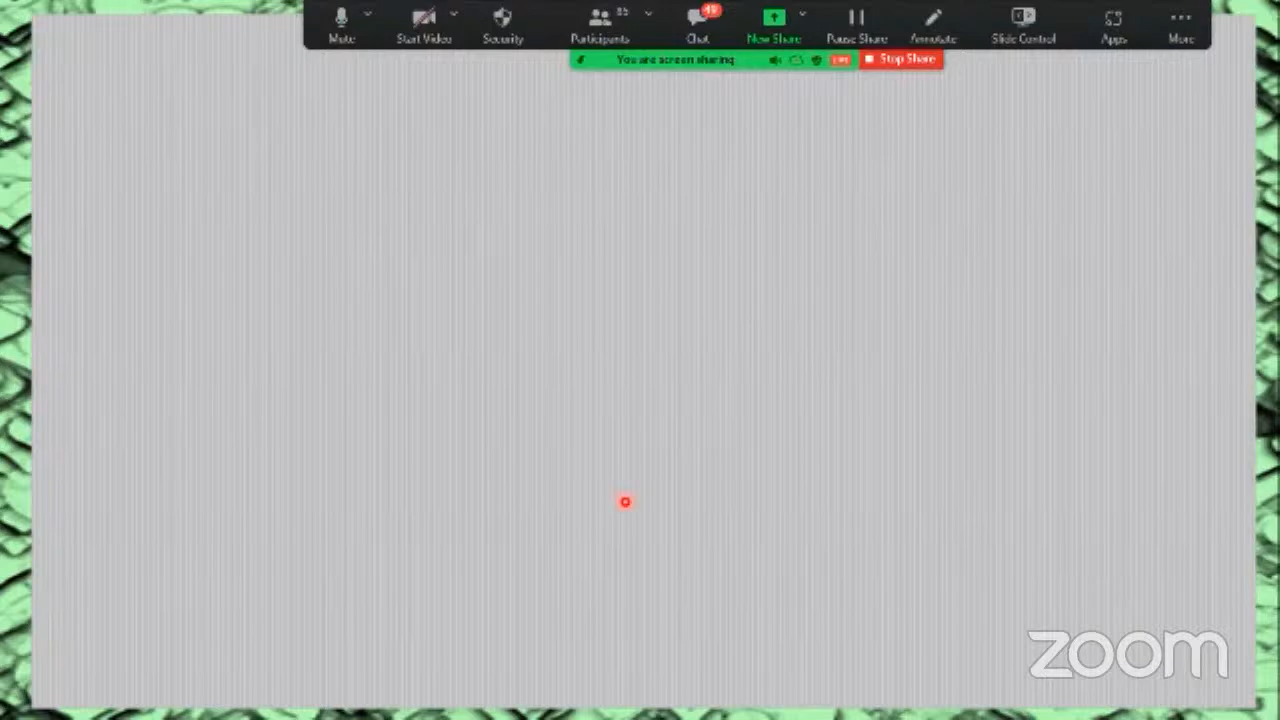 Mute
Start Video
Security
Participants
Chat
New Share
Pause Share
Annotate
Slide Control
Apps
More
You are screen sharing
Stop Share
zoom